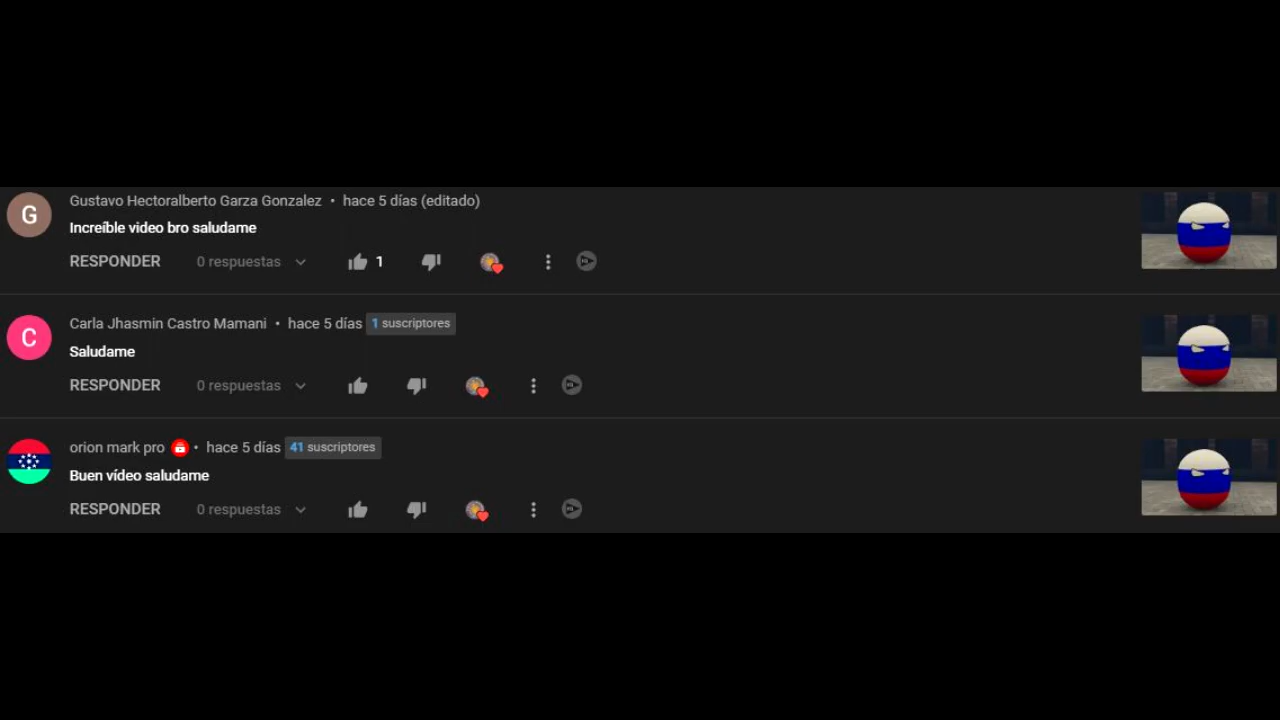 Gustavo Hectoralberto Garza Gonzalez • hace 5 días (editado)
Increíble video bro saludame
RESPONDER 0 respuestas 1
Carla Jhasmin Castro Mamani • hace 5 días 1 suscriptores
Saludame
RESPONDER 0 respuestas
orion mark pro • hace 5 días 41 suscriptores
Buen vídeo saludame
RESPONDER 0 respuestas